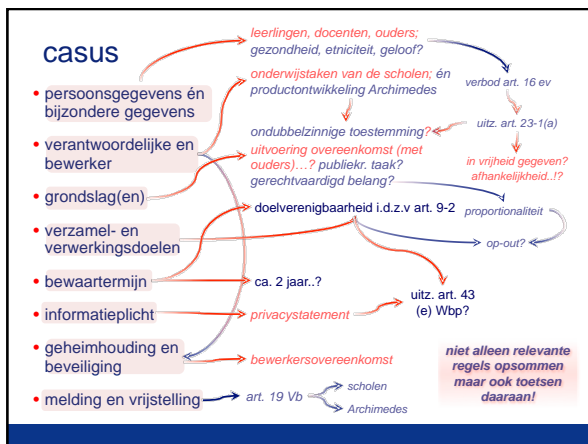 casus
• persoonsgegevens én
bijzondere gegevens
• verantwoordelijke en
bewerker
• grondslag(en)
• verzamel- en
verwerkingsdoelen
• bewaartermijn
• informatieplicht
• geheimhouding en
beveiliging
• melding en vrijstelling
leerlingen, docenten, ouders;
gezondheid, etniciteit, geloof?
onderwijstaken van de scholen; én
productontwikkeling Archimedes
verbod art. 16 ev
ondubbelzinnige toestemming?
uitz. art. 23-1(a)
uitvoering overeenkomst (met
ouders)…? publiekr. taak?
gerechtvaardigd belang?
in vrijheid gegeven?
afhankelijkheid..!?
doelverenigbaarheid i.d.z.v art. 9-2
proportionaliteit
op-out?
ca. 2 jaar..?
uitz. art. 43
(e) Wbp?
privacystatement
bewerkersovereenkomst
niet alleen relevante
regels opsommen
maar ook toetsen
daaraan!
art. 19 Vb
scholen
Archimedes